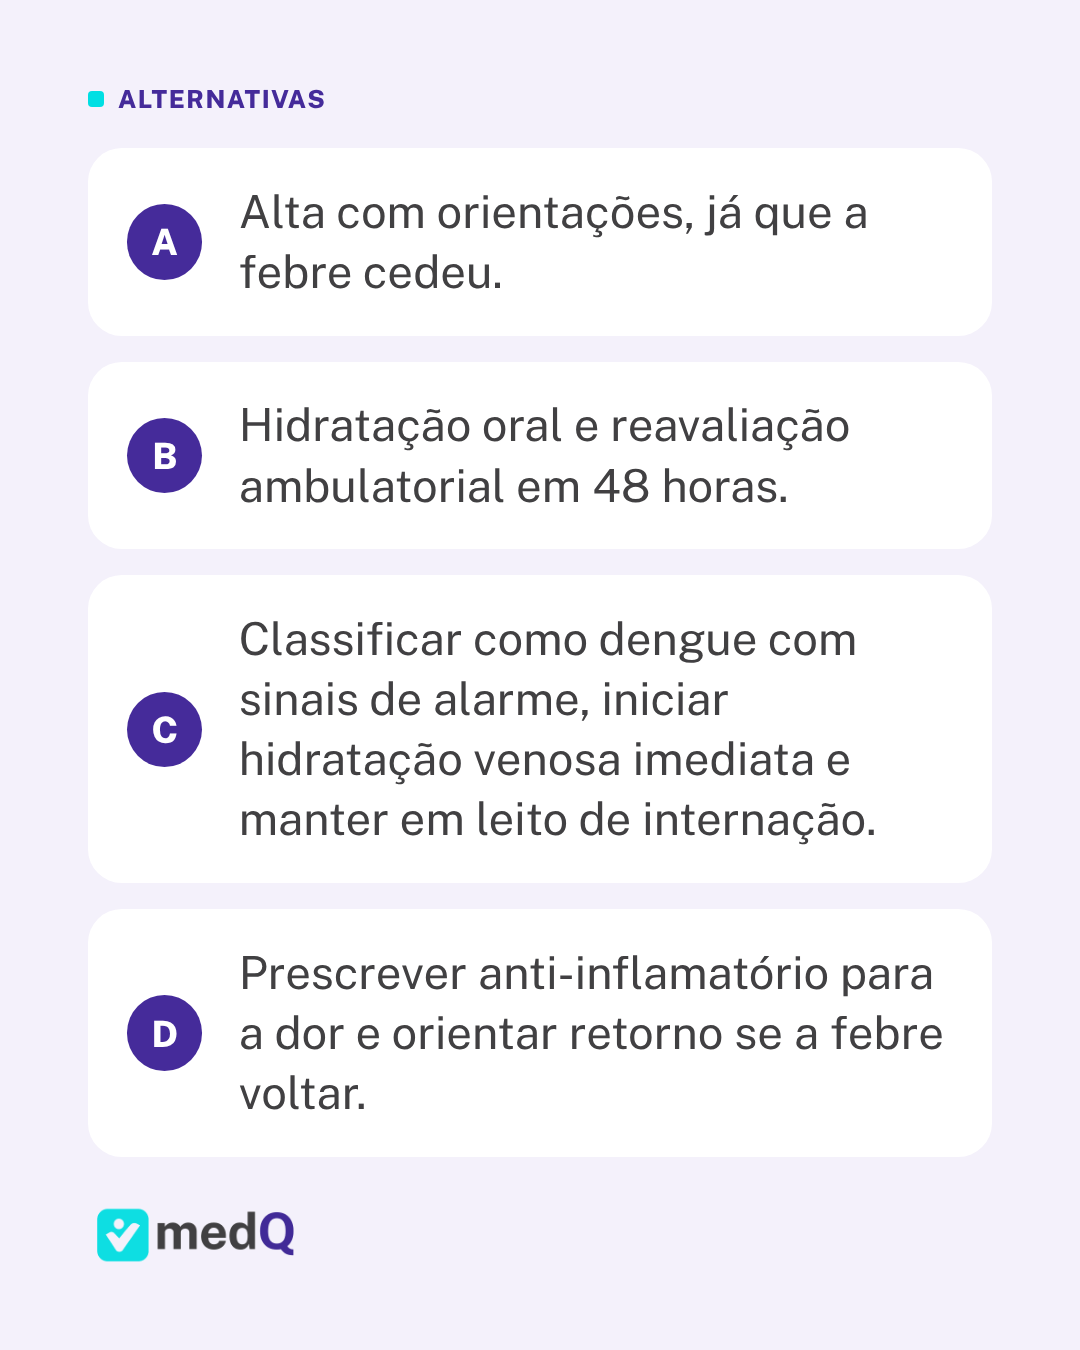 ALTERNATIVAS
A
Alta com orientações, já que a
febre cedeu.
B
Hidratação oral e reavaliação
ambulatorial em 48 horas.
C
Classificar como dengue com
sinais de alarme, iniciar
hidratação venosa imediata e
manter em leito de internação.
D
Prescrever anti-inflamatório para
a dor e orientar retorno se a febre
voltar.
medQ